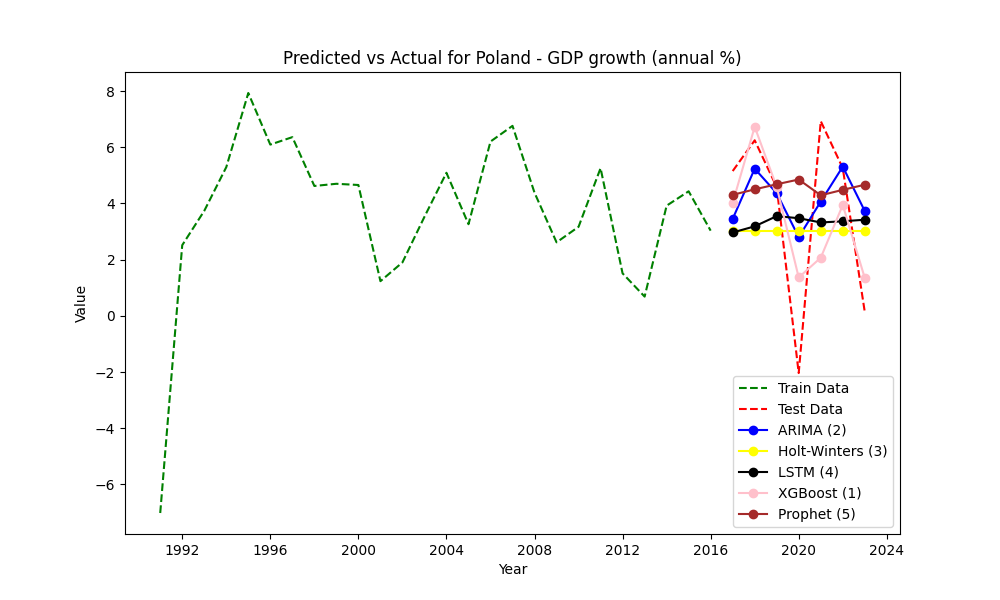 Predicted vs Actual for Poland - GDP growth (annual %)
Value
8
6
4
2
0
−2
−4
−6
1992 1996 2000 2004 2008 2012 2016 2020 2024
Year
Train Data
Test Data
ARIMA (2)
Holt-Winters (3)
LSTM (4)
XGBoost (1)
Prophet (5)